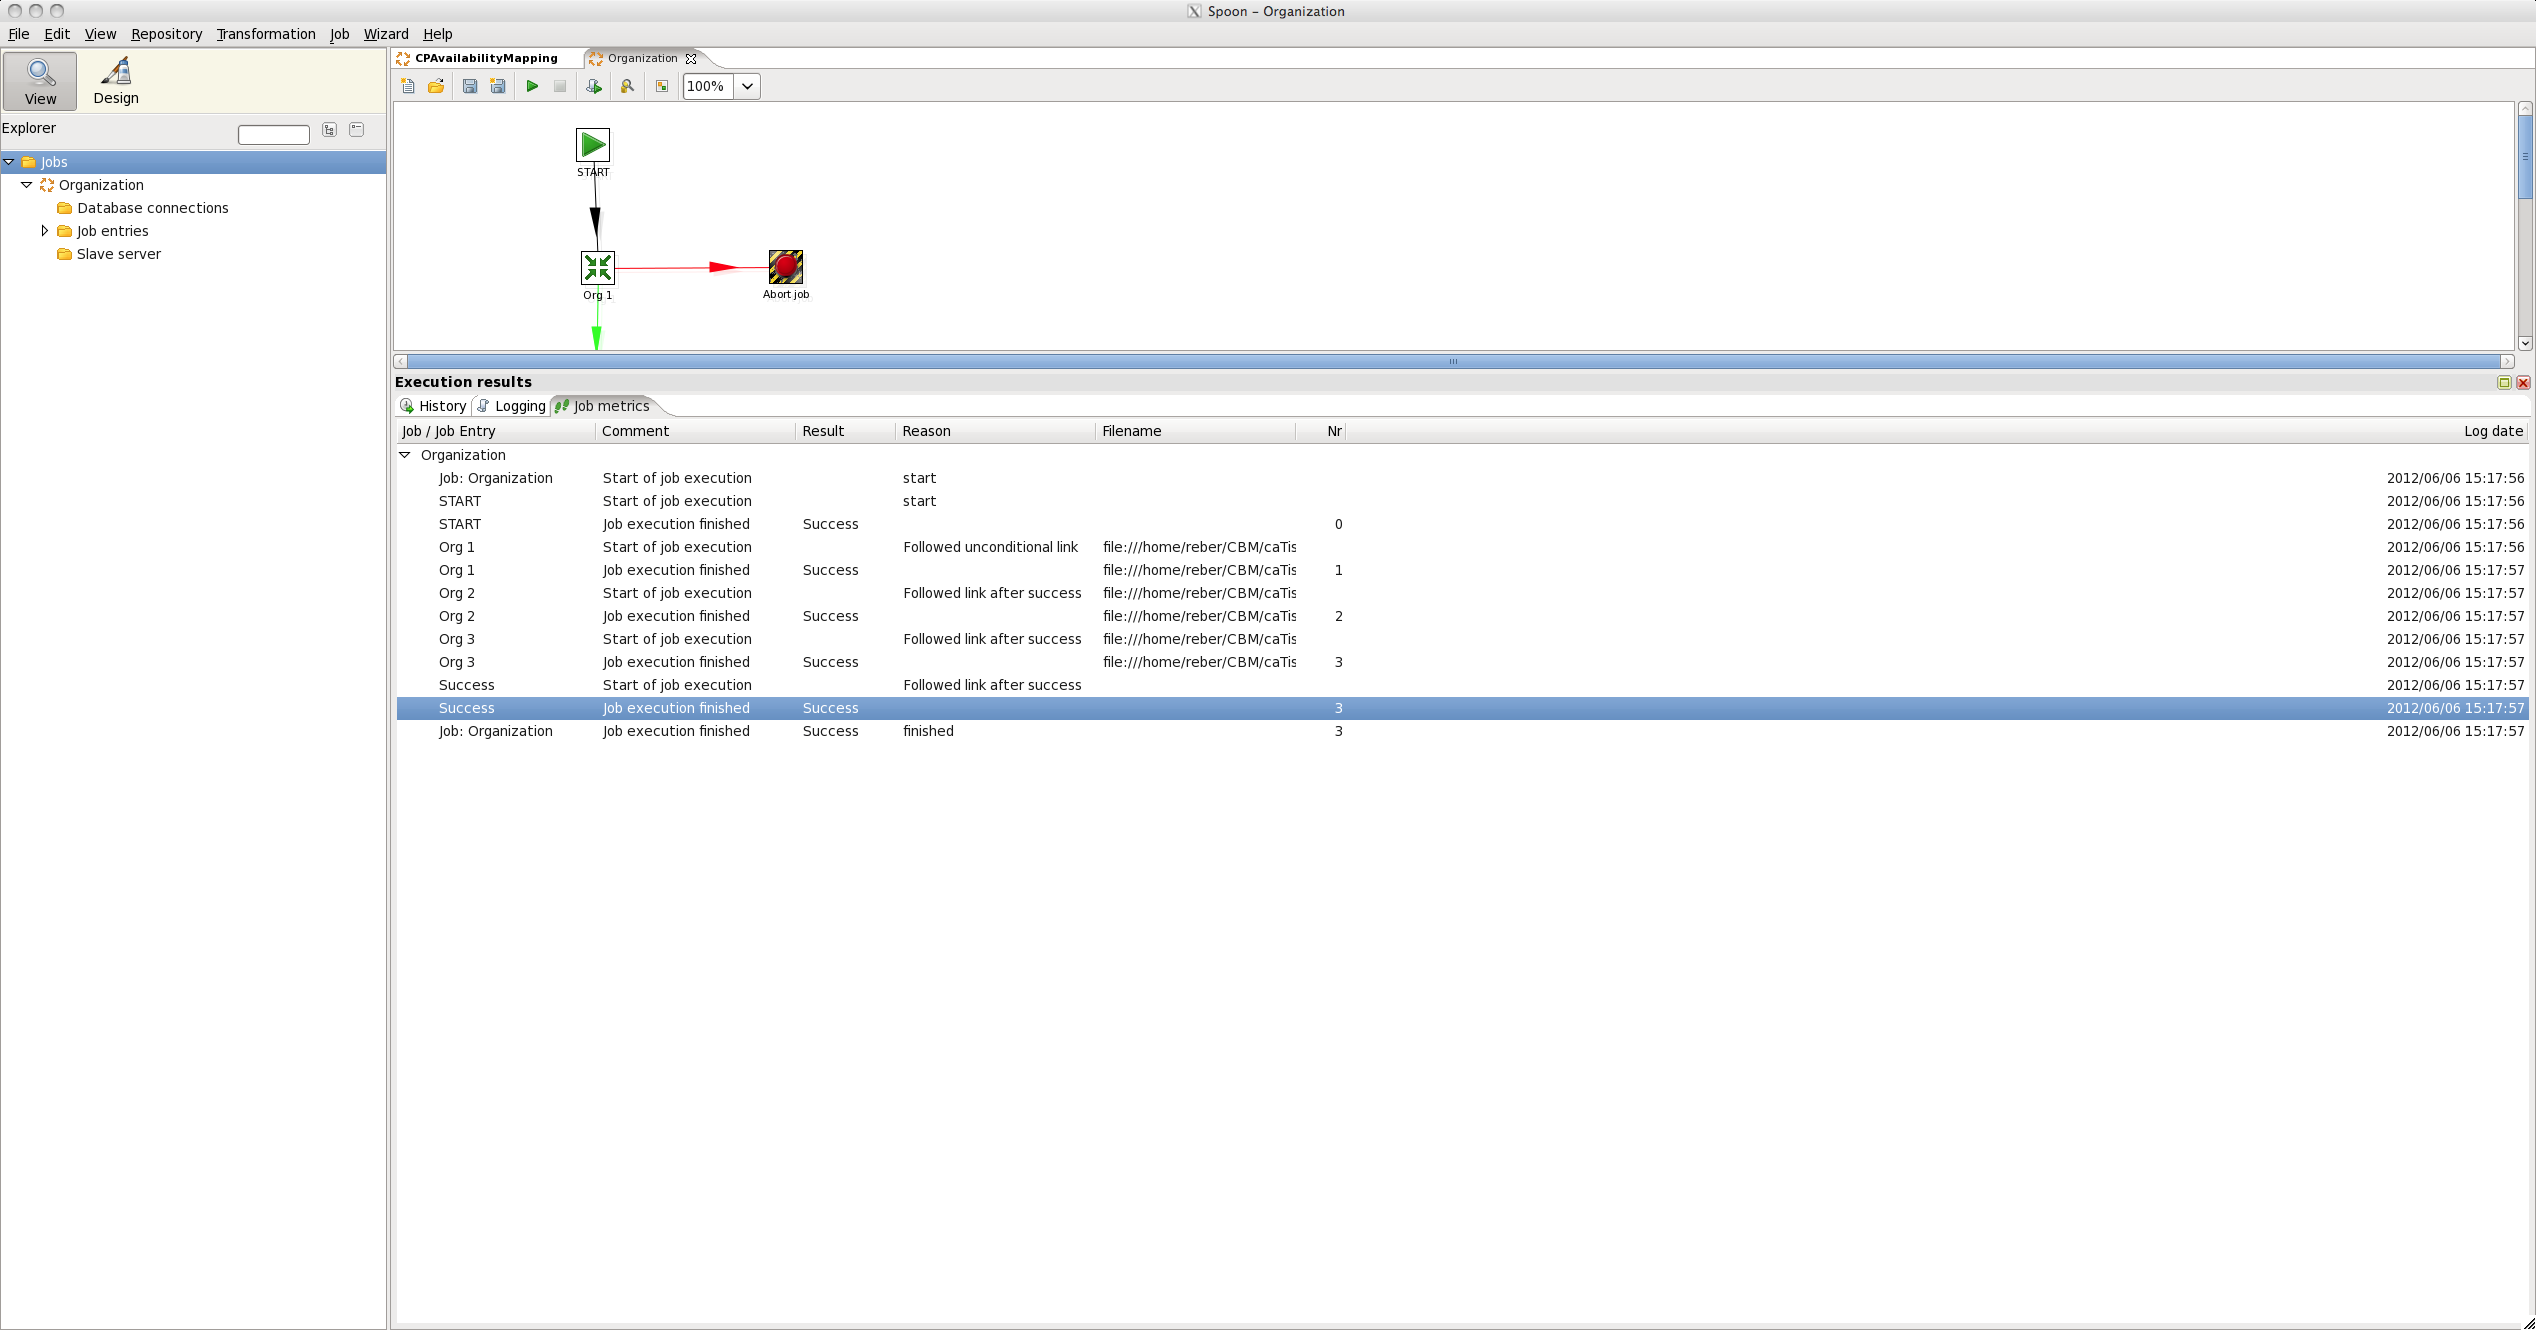 Spoon – Organization
File Edit View Repository Transformation Job Wizard Help
View Design
Explorer
Jobs
Organization
Database connections
Job entries
Slave server
CPAvailabilityMapping Organization
100%
START
Org 1
Abort job
Execution results
History Logging Job metrics
Job / Job Entry Comment Result Reason Filename Nr Log date
Organization
Job: Organization Start of job execution start 2012/06/06 15:17:56
START Start of job execution start 2012/06/06 15:17:56
START Job execution finished Success 0 2012/06/06 15:17:56
Org 1 Start of job execution Followed unconditional link file:///home/reber/CBM/caTis 2012/06/06 15:17:56
Org 1 Job execution finished Success file:///home/reber/CBM/caTis 1 2012/06/06 15:17:57
Org 2 Start of job execution Followed link after success file:///home/reber/CBM/caTis 2012/06/06 15:17:57
Org 2 Job execution finished Success file:///home/reber/CBM/caTis 2 2012/06/06 15:17:57
Org 3 Start of job execution Followed link after success file:///home/reber/CBM/caTis 2012/06/06 15:17:57
Org 3 Job execution finished Success file:///home/reber/CBM/caTis 3 2012/06/06 15:17:57
Success Start of job execution Followed link after success 2012/06/06 15:17:57
Success Job execution finished Success 3 2012/06/06 15:17:57
Job: Organization Job execution finished Success finished 3 2012/06/06 15:17:57